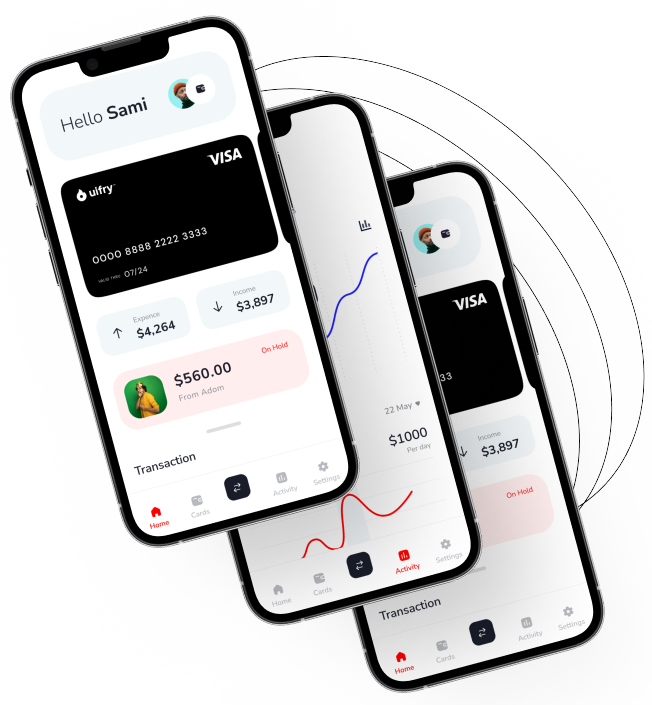 Hello Sami
VISA
uifry
0000 8888 2222 3333
VALID THRU 07/24
Expence
$4,264
Income
$3,897
On Hold
$560.00
From Adom
Transaction
Home
Cards
Activity
Settings
22 May
$1000
Per day
Home
Cards
Activity
Settings
VISA
33
Income
$3,897
On Hold
Transaction
Home
Cards
Activity
Settings